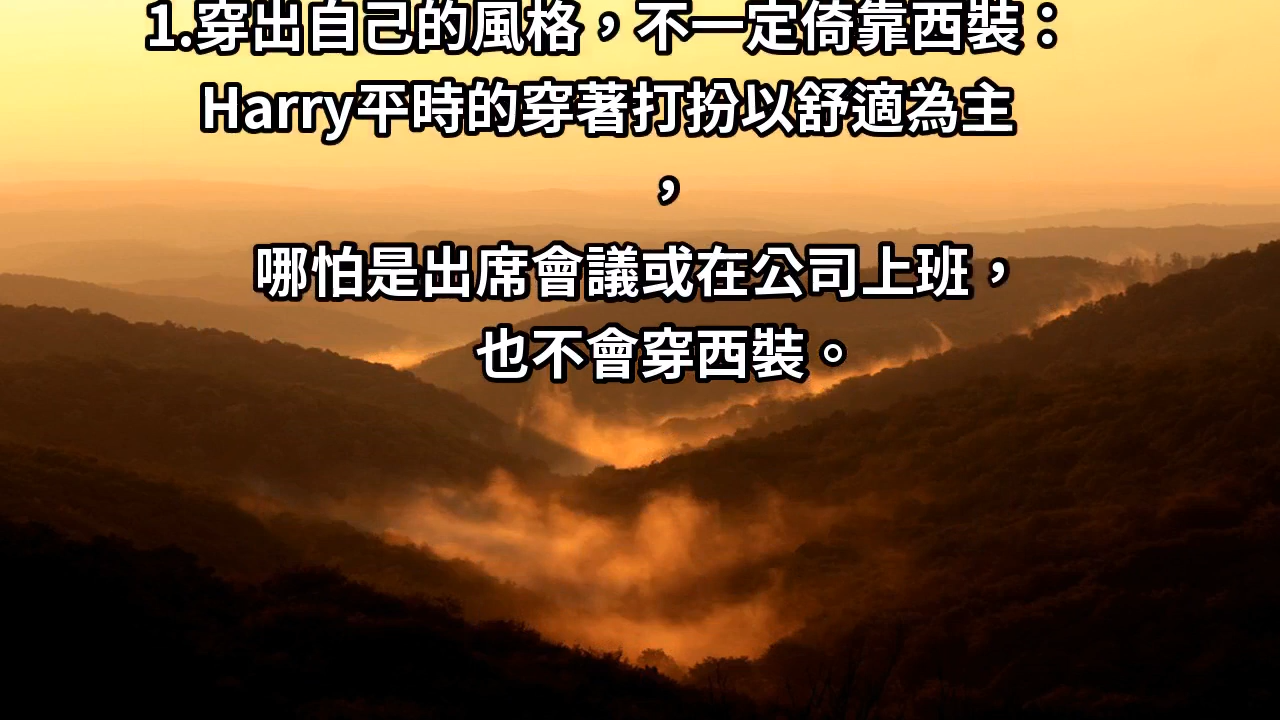 1.穿出自己的風格，不一定倚靠西裝：
Harry平時的穿著打扮以舒適為主
，
哪怕是出席會議或在公司上班，
也不會穿西裝。